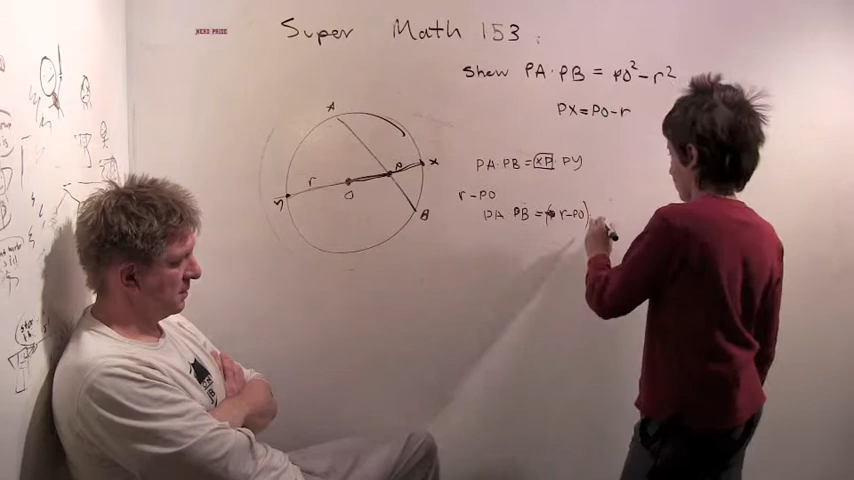 NERD PRIDE
Super Math 153
Show PA·PB = PO²-r²
PX=PO-r
A
PA·PB = XP· PY
X
P
r
O
Y
r-PO
B
PA PB =( r-PO)